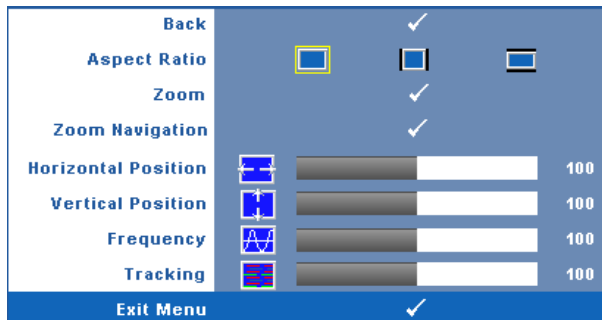 Back
Aspect Ratio
Zoom
Zoom Navigation
Horizontal Position 100
Vertical Position 100
Frequency 100
Tracking 100
Exit Menu